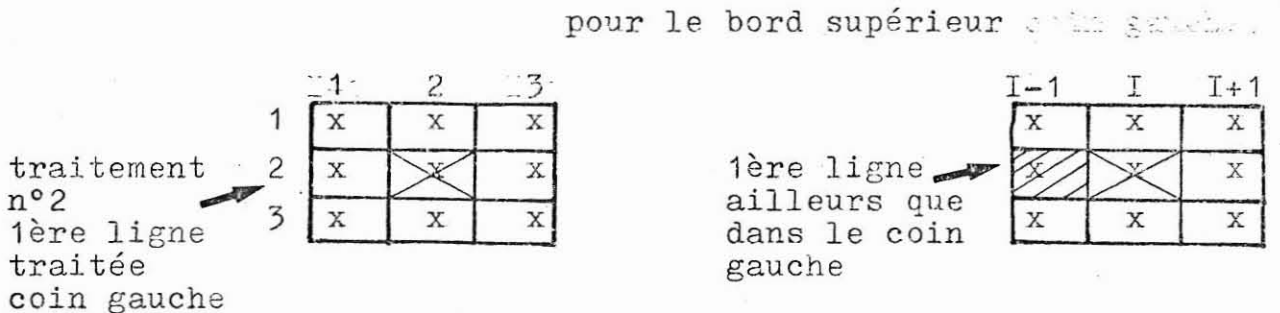 pour le bord supérieur
1 2 3
1 x x x
traitement 2 x x x
n°2
1ère ligne 3 x x x
traitée
coin gauche
I-1 I I+1
x x x
1ère ligne x x x
ailleurs que
dans le coin x x x
gauche